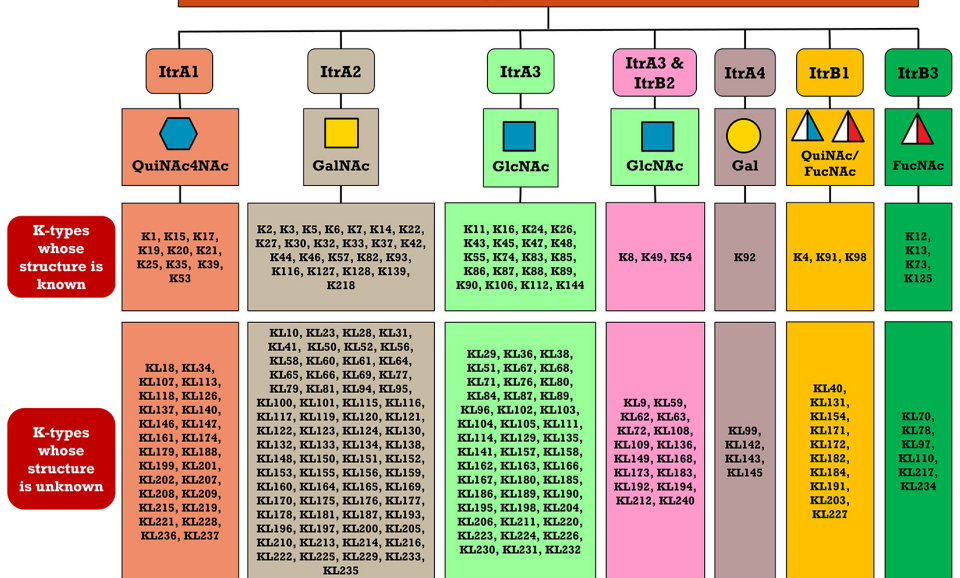 ItrA1
ItrA2
ItrA3
ItrA3 &
ItrB2
ItrA4
ItrB1
ItrB3
QuiNAc4NAc
GalNAc
GlcNAc
GlcNAc
Gal
QuiNAc/
FucNAc
FucNAc
K-types
whose
structure is
known
K1, K15, K17,
K19, K20, K21,
K25, K35, K39,
K53
K2, K3, K5, K6, K7, K14, K22,
K27, K30, K32, K33, K37, K42,
K44, K46, K57, K82, K93,
K116, K127, K128, K139,
K218
K11, K16, K24, K26,
K43, K45, K47, K48,
K55, K74, K83, K85,
K86, K87, K88, K89,
K90, K106, K112, K144
K8, K49, K54
K92
K4, K91, K98
K12,
K13,
K73,
K125
K-types
whose
structure
is unknown
KL18, KL34,
KL107, KL113,
KL118, KL126,
KL137, KL140,
KL146, KL147,
KL161, KL174,
KL179, KL188,
KL199, KL201,
KL202, KL207,
KL208, KL209,
KL215, KL219,
KL221, KL228,
KL236, KL237
KL10, KL23, KL28, KL31,
KL41, KL50, KL52, KL56,
KL58, KL60, KL61, KL64,
KL65, KL66, KL69, KL77,
KL79, KL81, KL94, KL95,
KL100, KL101, KL115, KL116,
KL117, KL119, KL120, KL121,
KL122, KL123, KL124, KL130,
KL132, KL133, KL134, KL138,
KL148, KL150, KL151, KL152,
KL153, KL155, KL156, KL159,
KL160, KL164, KL165, KL169,
KL170, KL175, KL176, KL177,
KL178, KL181, KL187, KL193,
KL196, KL197, KL200, KL205,
KL210, KL213, KL214, KL216,
KL222, KL225, KL229, KL233,
KL235
KL29, KL36, KL38,
KL51, KL67, KL68,
KL71, KL76, KL80,
KL84, KL87, KL89,
KL96, KL102, KL103,
KL104, KL105, KL111,
KL114, KL129, KL135,
KL141, KL157, KL158,
KL162, KL163, KL166,
KL167, KL180, KL185,
KL186, KL189, KL190,
KL195, KL198, KL204,
KL206, KL211, KL220,
KL223, KL224, KL226,
KL230, KL231, KL232
KL9, KL59,
KL62, KL63,
KL72, KL108,
KL109, KL136,
KL149, KL168,
KL173, KL183,
KL192, KL194,
KL212, KL240
KL99,
KL142,
KL143,
KL145
KL40,
KL131,
KL154,
KL171,
KL172,
KL182,
KL184,
KL191,
KL203,
KL227
KL70,
KL78,
KL97,
KL110,
KL217,
KL234